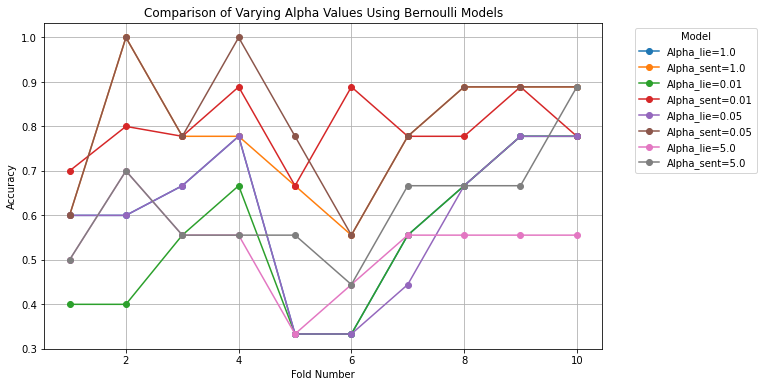 Comparison of Varying Alpha Values Using Bernoulli Models
Accuracy
1.0
0.9
0.8
0.7
0.6
0.5
0.4
0.3
2 4 6 8 10
Fold Number
Model
Alpha_lie=1.0
Alpha_sent=1.0
Alpha_lie=0.01
Alpha_sent=0.01
Alpha_lie=0.05
Alpha_sent=0.05
Alpha_lie=5.0
Alpha_sent=5.0